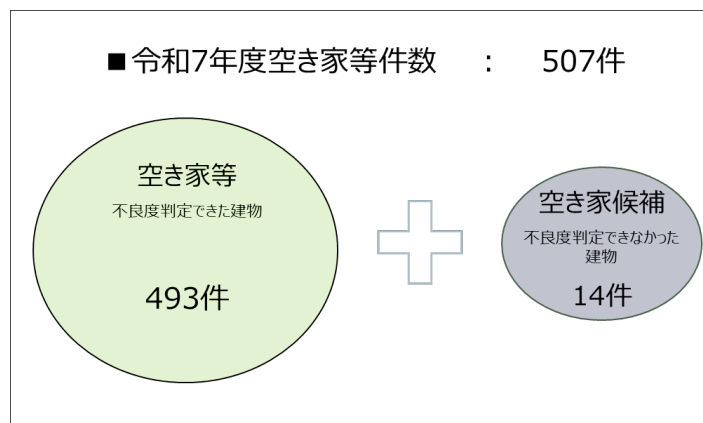 ■令和7年度空き家等件数 : 507件
空き家等
不良度判定できた建物
493件
空き家候補
不良度判定できなかった
建物
14件